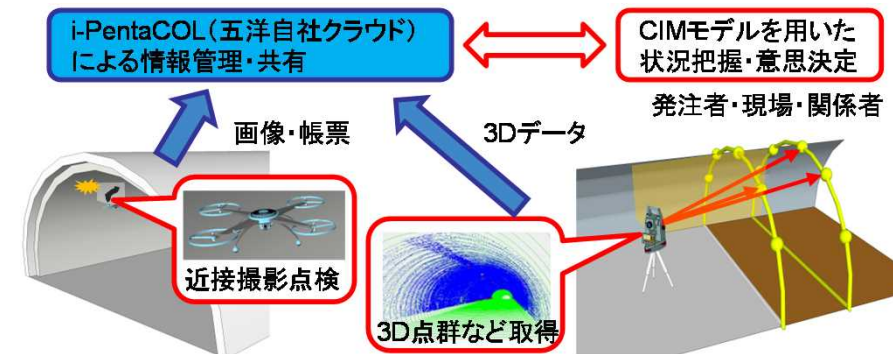 i-PentaCOL(五洋自社クラウド)
による情報管理・共有
CIMモデルを用いた
状況把握・意思決定
発注者・現場・関係者
画像・帳票
3Dデータ
近接撮影点検
3D点群など取得